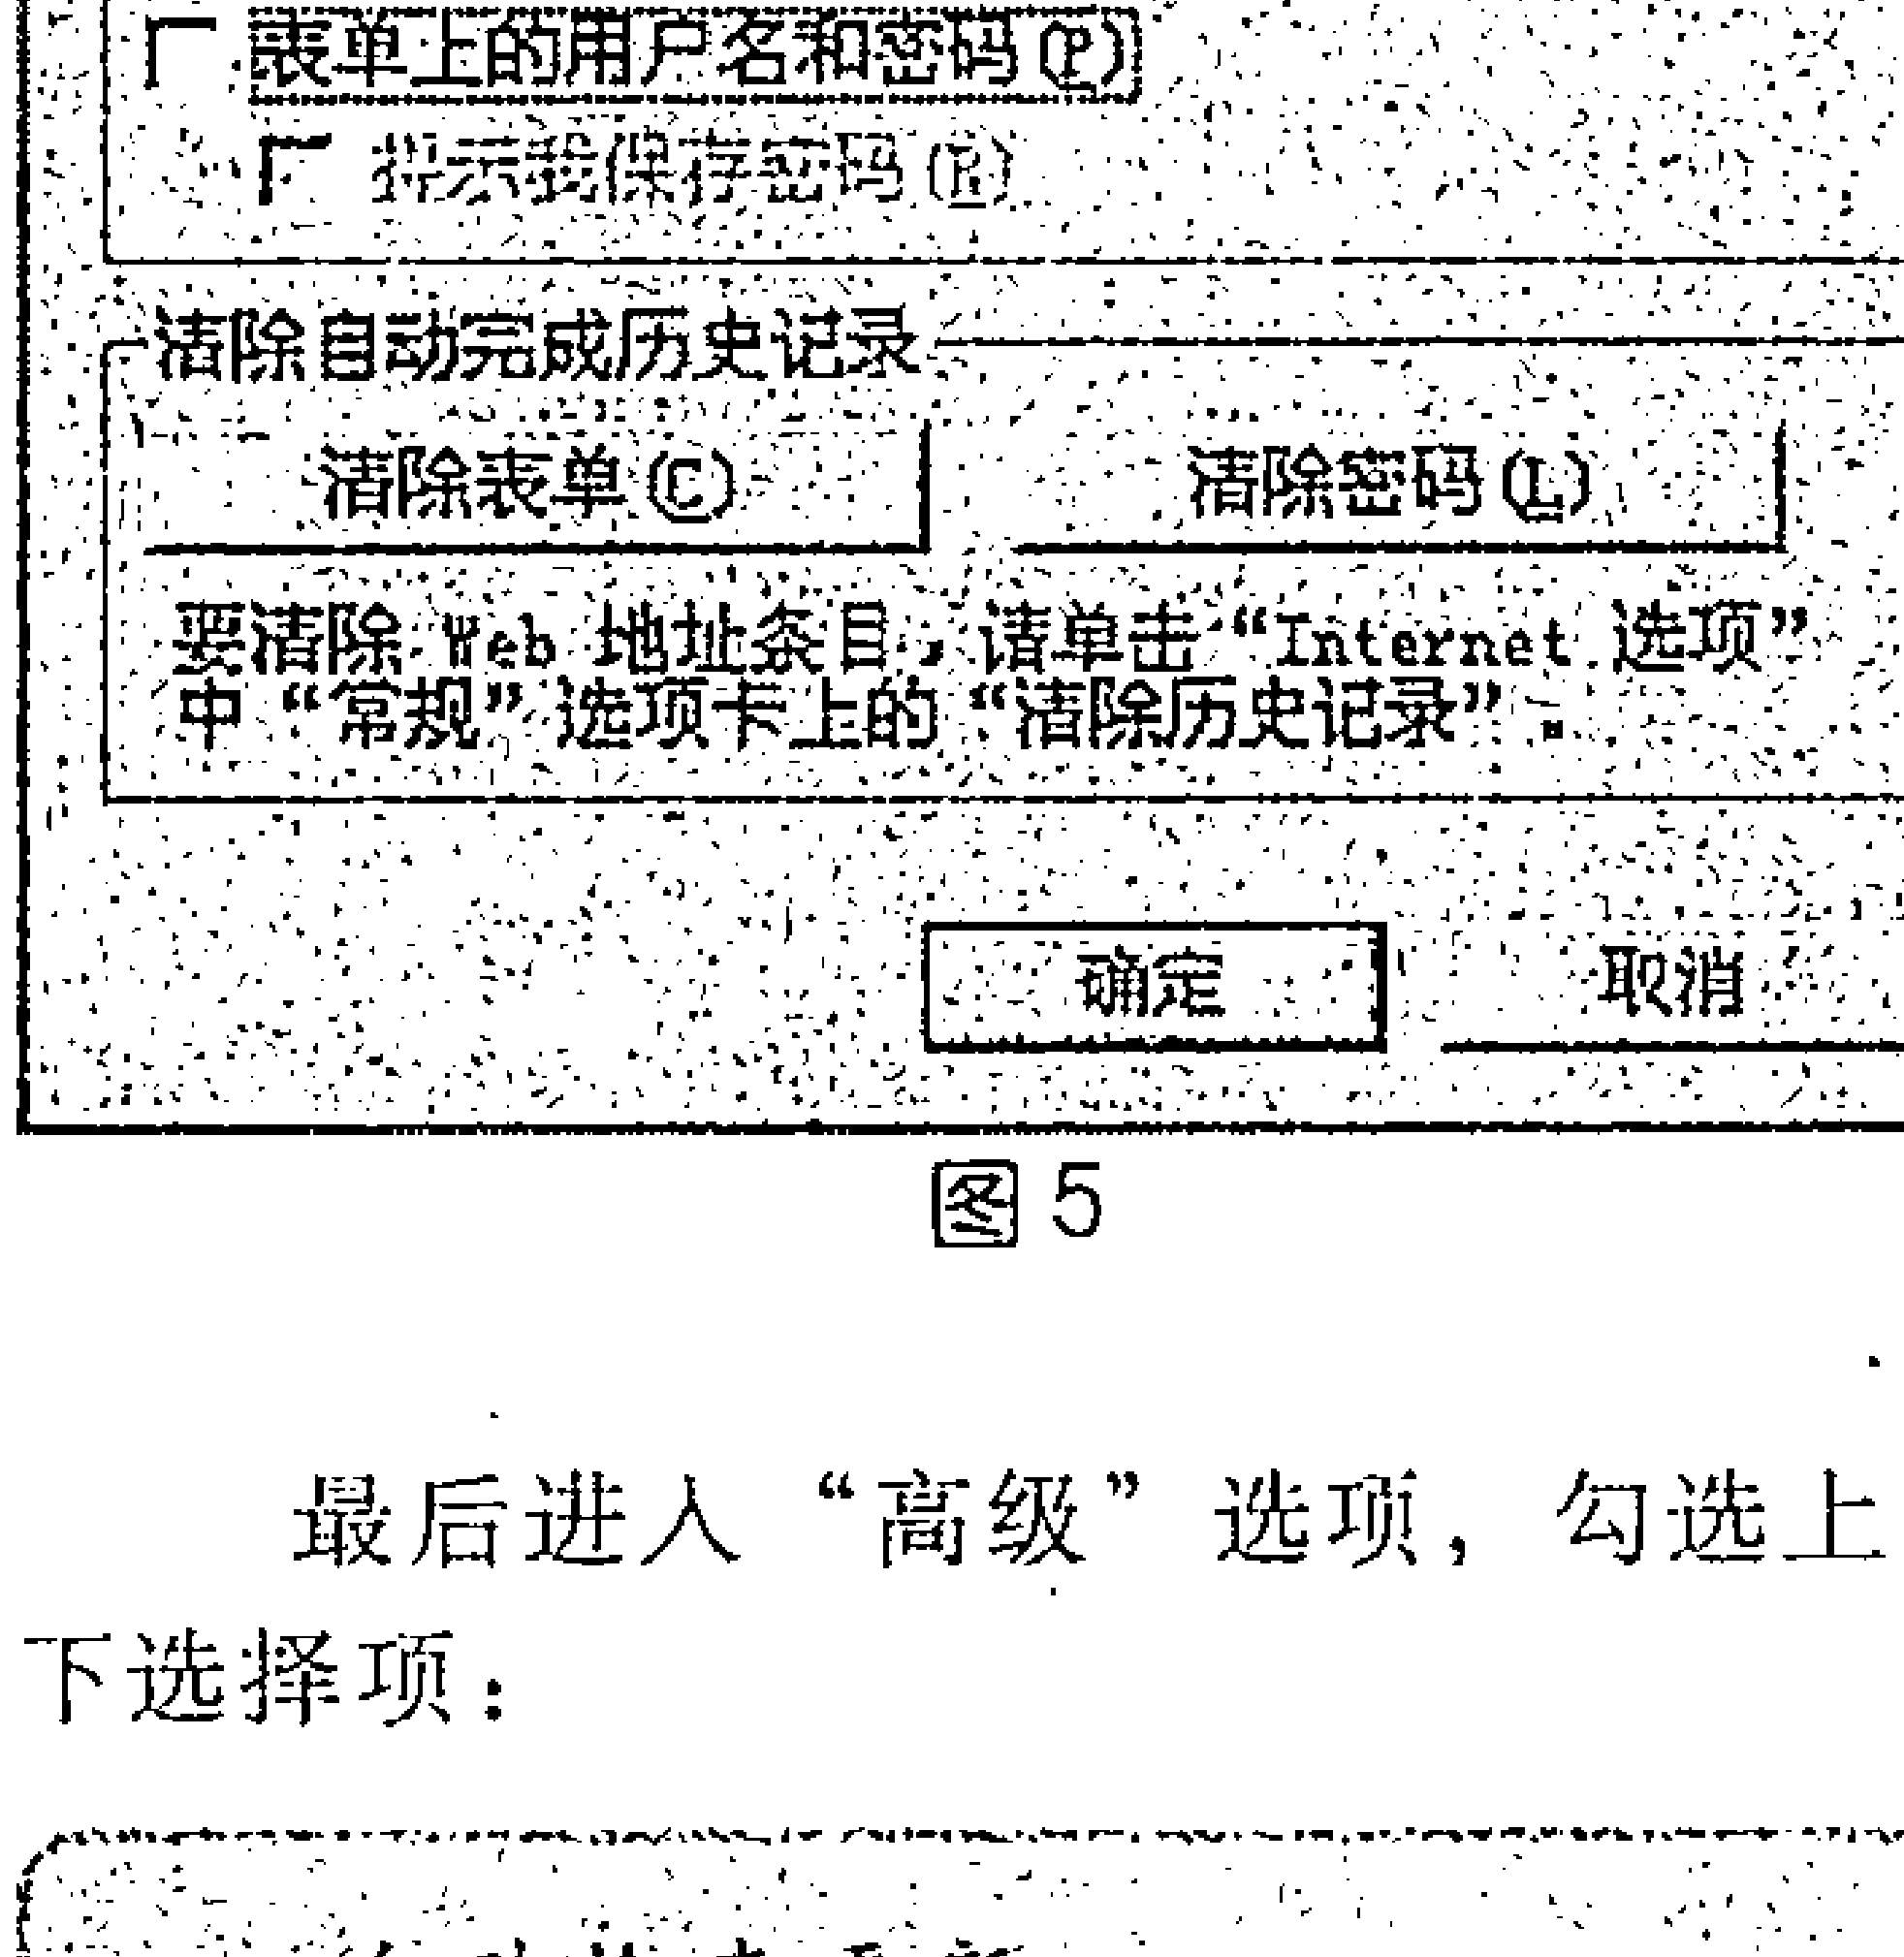 表单上的用户名和密码(P)
提示我保存密码(R)
清除自动完成历史记录
清除表单(C) 清除密码(L)
要清除 Web 地址条目，请单击“Internet 选项”
中“常规”选项卡上的“清除历史记录”。
确定 取消
图 5
最后进入“高级”选项，勾选上
下选择项：